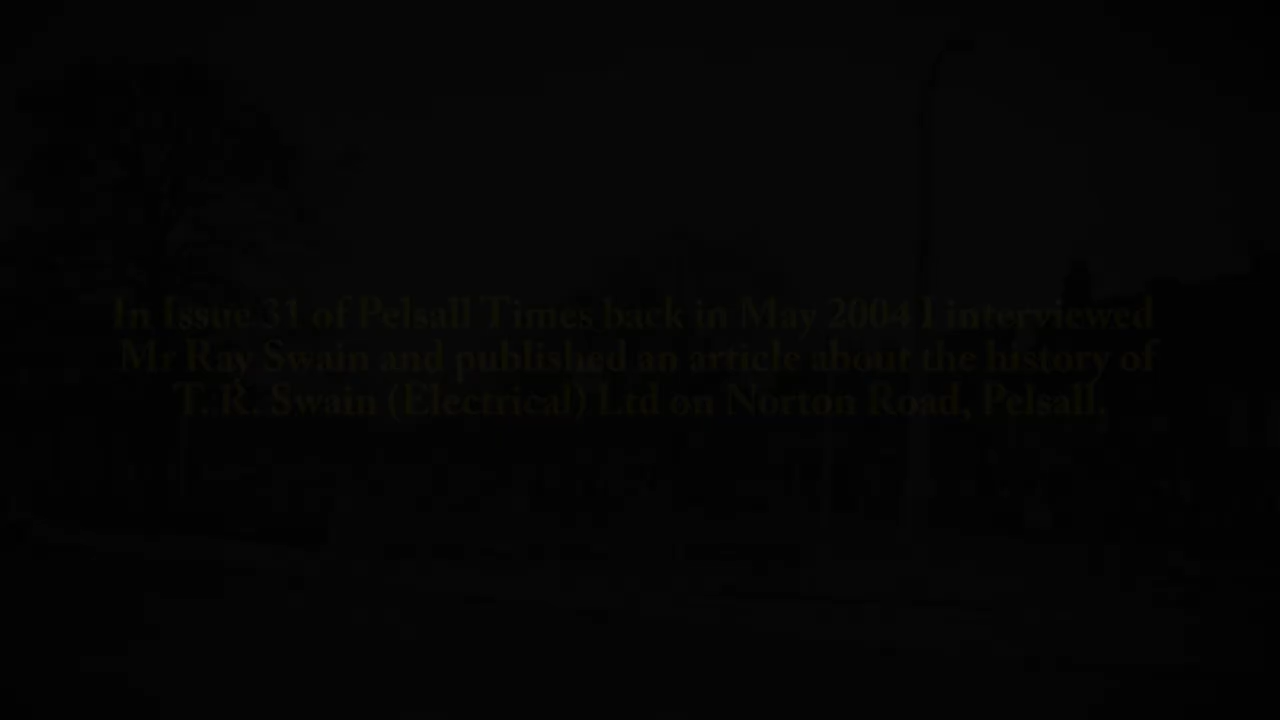 In Issue 31 of Pelsall Times back in May 2004 I interviewed
Mr Ray Swain and published an article about the history of
T. R. Swain (Electrical) Ltd on Norton Road, Pelsall.